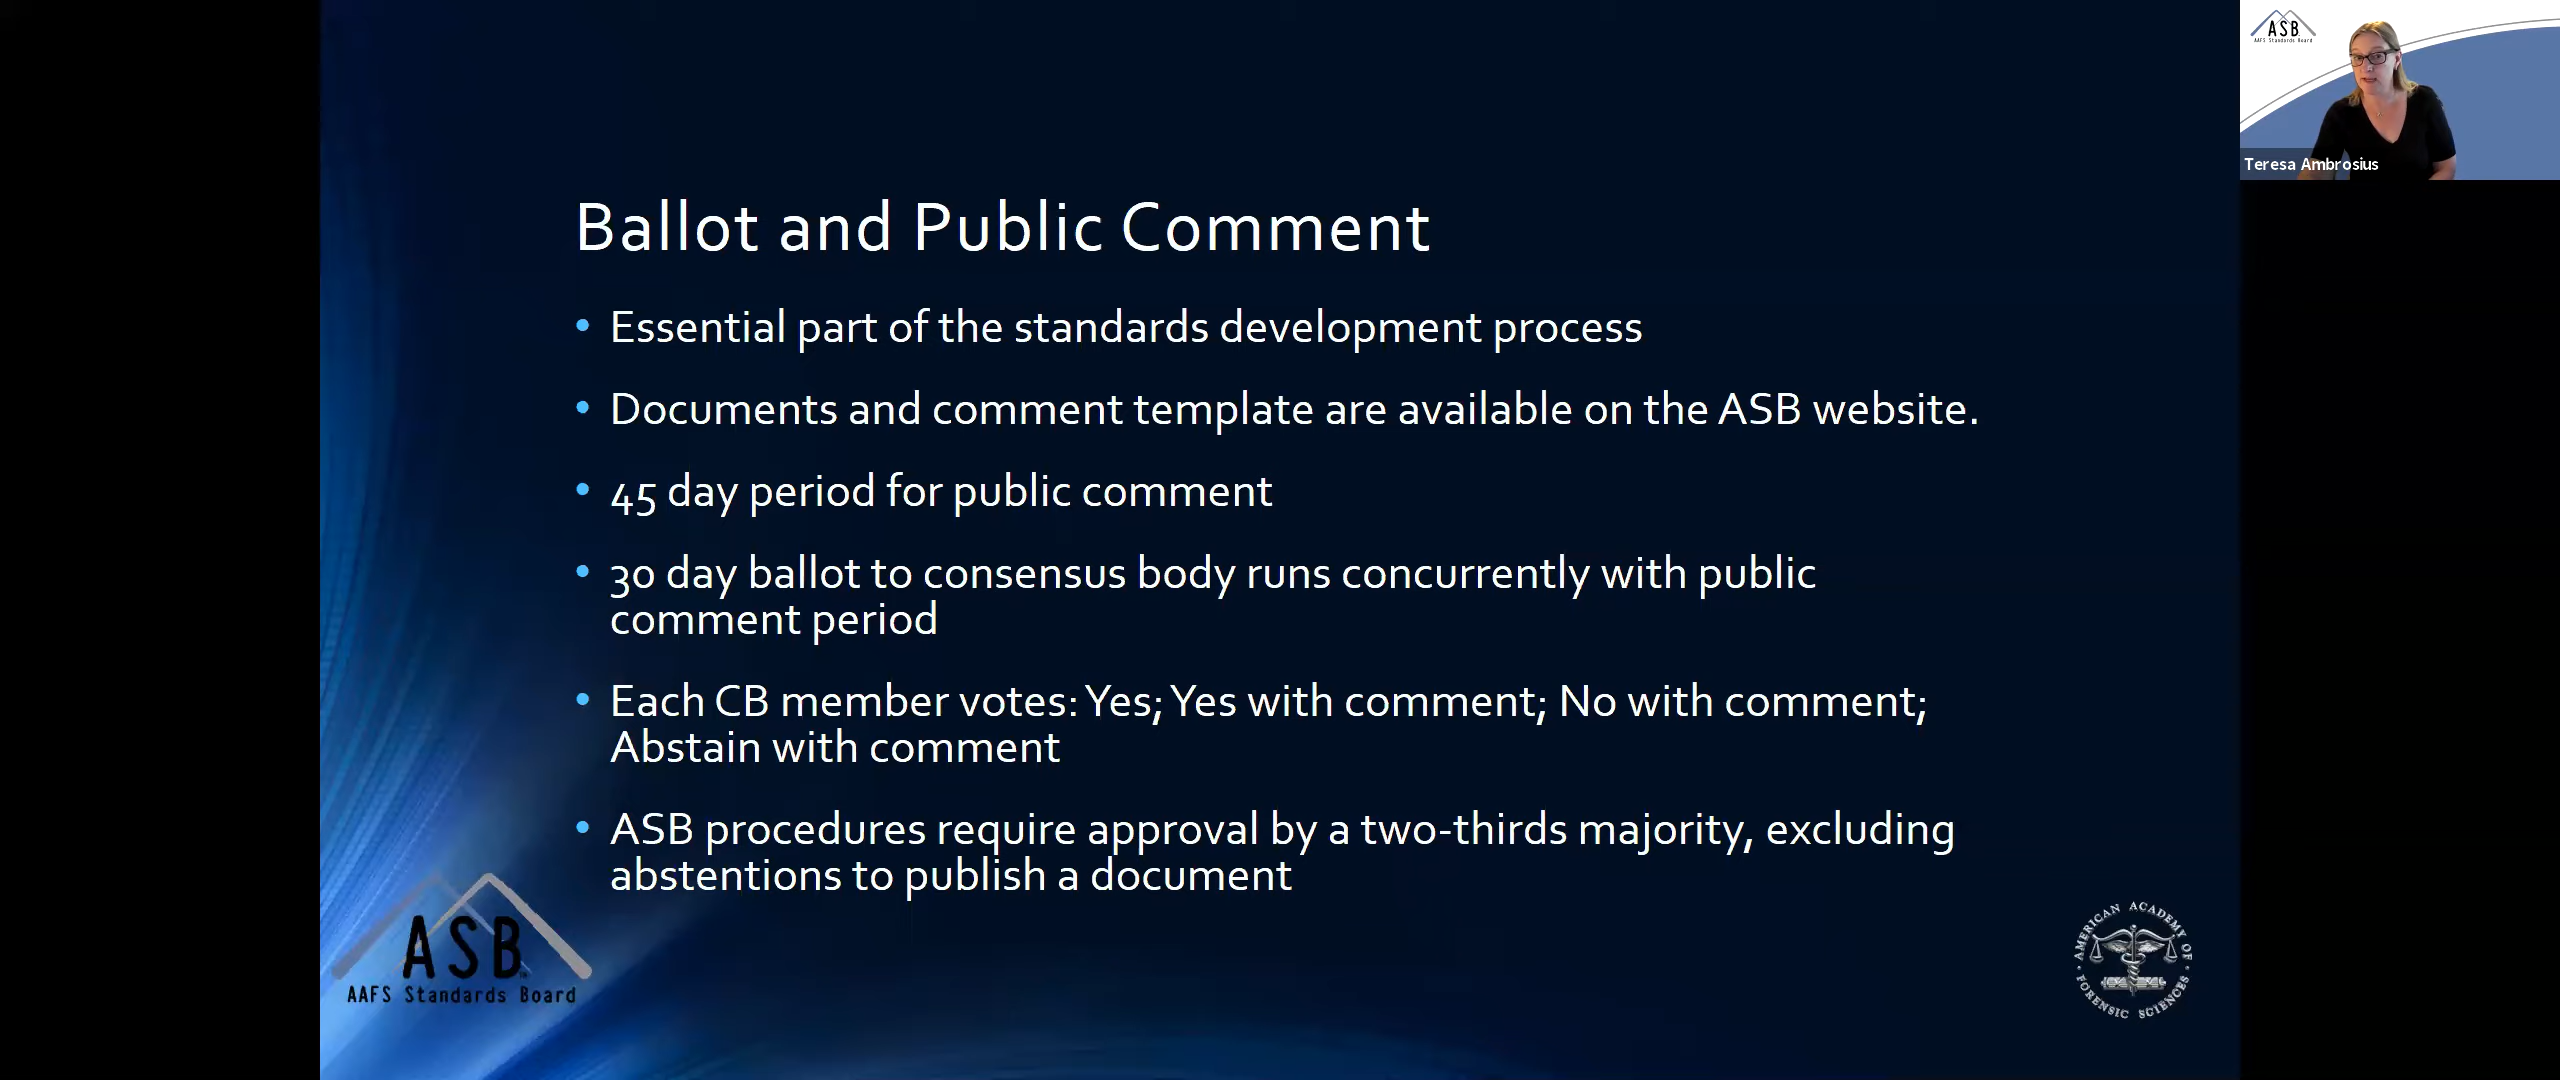 Ballot and Public Comment
• Essential part of the standards development process
• Documents and comment template are available on the ASB website.
• 45 day period for public comment
• 30 day ballot to consensus body runs concurrently with public
comment period
• Each CB member votes: Yes; Yes with comment; No with comment;
Abstain with comment
• ASB procedures require approval by a two-thirds majority, excluding
abstentions to publish a document
ASB
AAFS Standards Board
AMERICAN ACADEMY OF
FORENSIC SCIENCES
ASB
AAFS Standards Board
Teresa Ambrosius